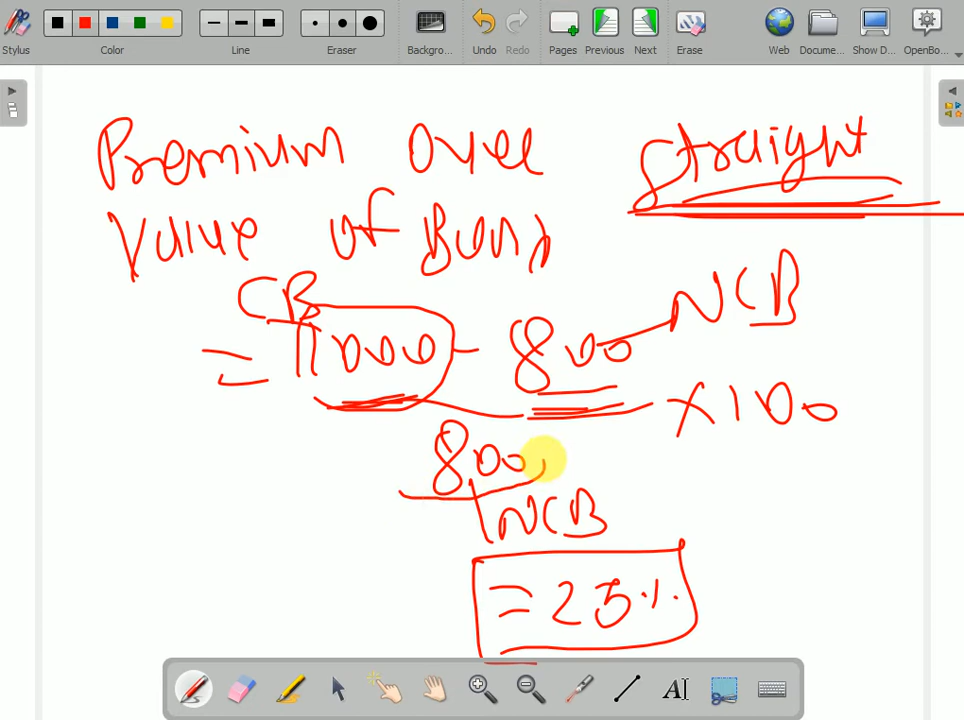 Stylus Color Line Eraser Backgro... Undo Redo Pages Previous Next Erase Web Docume... Show D... OpenBo...
Premium Over straight
Value of Bond
CB
= 1000 - 800 NCB
× 100
800
NCB
= 25%
AI